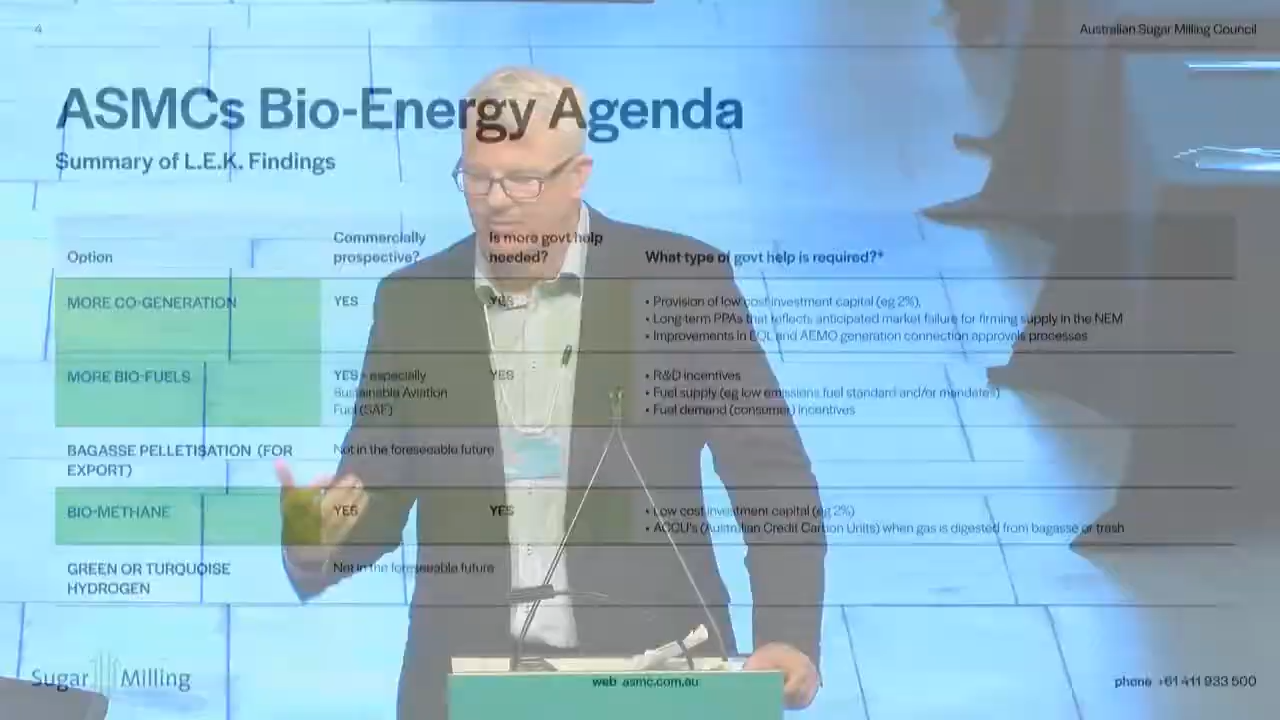 4
Australian Sugar Milling Council
ASMCs Bio-Energy Agenda
Summary of L.E.K. Findings
Option
Commercially
prospective?
Is more govt help
needed?
What type of govt help is required?*
MORE CO-GENERATION
YES
YES
• Provision of low cost investment capital (eg 2%),
• Long-term PPAs that reflects anticipated market failure for firming supply in the NEM
• Improvements in EQL and AEMO generation connection approvals processes
MORE BIO-FUELS
YES - especially
Sustainable Aviation
Fuel (SAF)
YES
• R&D incentives
• Fuel supply (eg low emissions fuel standard and/or mandates)
• Fuel demand (consumer) incentives
BAGASSE PELLETISATION (FOR
EXPORT)
Not in the foreseeable future
BIO-METHANE
YES
YES
• Low cost investment capital (eg 2%)
• ACCU's (Australian Credit Carbon Units) when gas is digested from bagasse or trash
GREEN OR TURQUOISE
HYDROGEN
Not in the foreseeable future
Sugar Milling
web asmc.com.au
phone +61 411 933 500